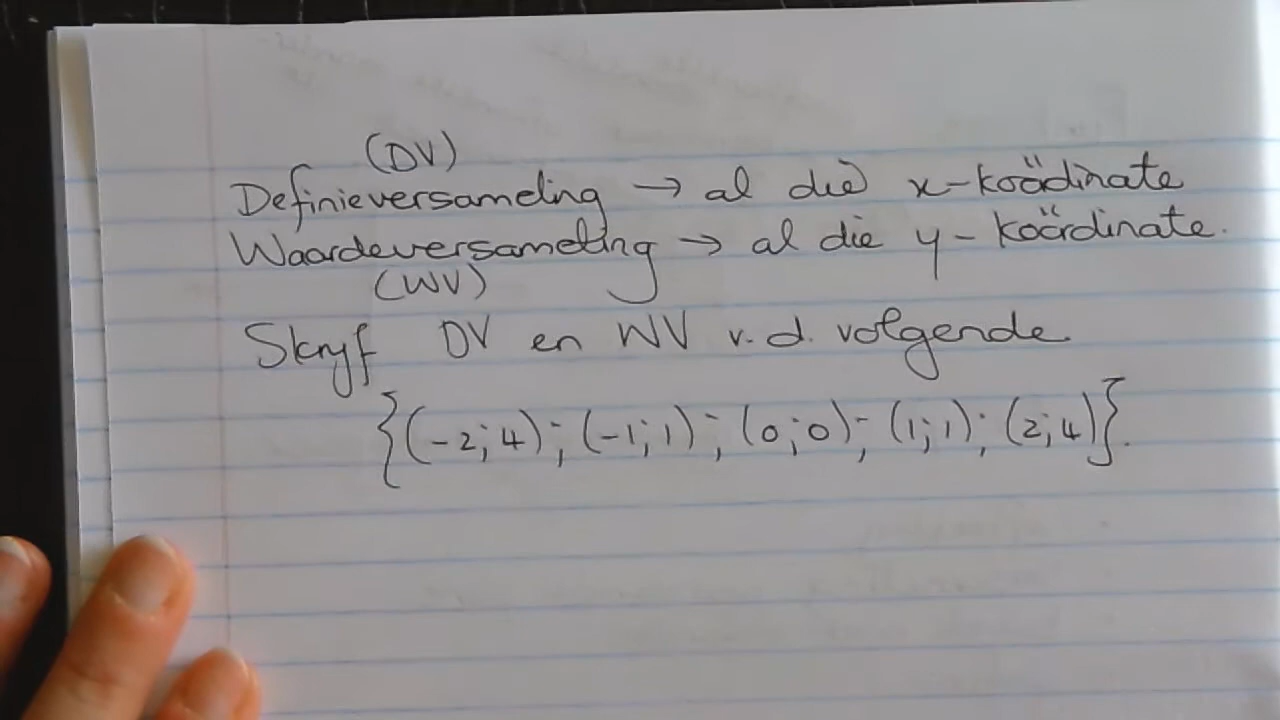 (DV)
Definieversameling → al die x-koördinate
Waardeversameling → al die y-koördinate.
(WV)
Skryf DV en WV v.d. volgende
{(-2;4); (-1;1); (0;0); (1;1); (2;4)}.